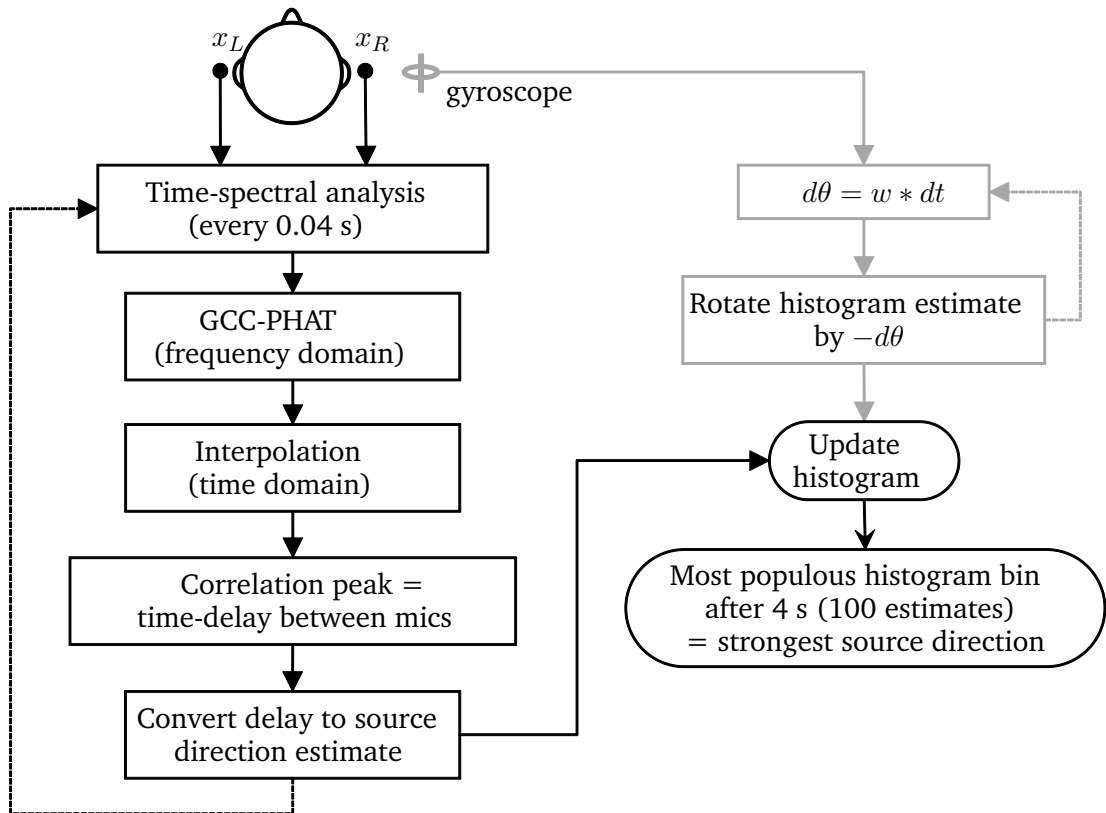 x_L
x_R
gyroscope
Time-spectral analysis
(every 0.04 s)
GCC-PHAT
(frequency domain)
Interpolation
(time domain)
Correlation peak =
time-delay between mics
Convert delay to source
direction estimate
dθ = w ∗ dt
Rotate histogram estimate
by −dθ
Update
histogram
Most populous histogram bin
after 4 s (100 estimates)
= strongest source direction